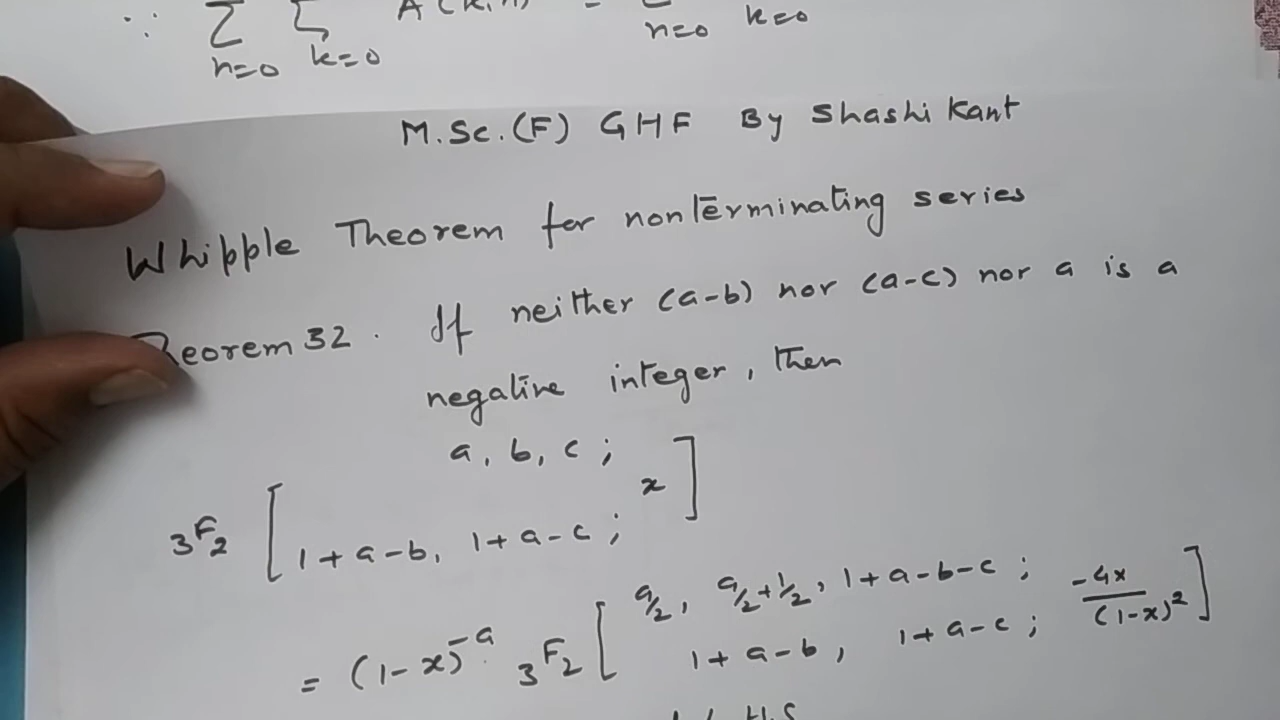 ∵ Σ Σ A(k,n) =
n=0 k=0 n=0 k=0
M.Sc.(F) GHF By Shashi Kant
Whipple Theorem for nonterminating series
Theorem 32. If neither (a-b) nor (a-c) nor a is a
negative integer, then
₃F₂ [ a, b, c; 1+a-b, 1+a-c; x ]
= (1-x)^{-a} ₃F₂ [ a/2, a/2+1/2, 1+a-b-c; 1+a-b, 1+a-c; -4x/(1-x)² ]
L.H.S